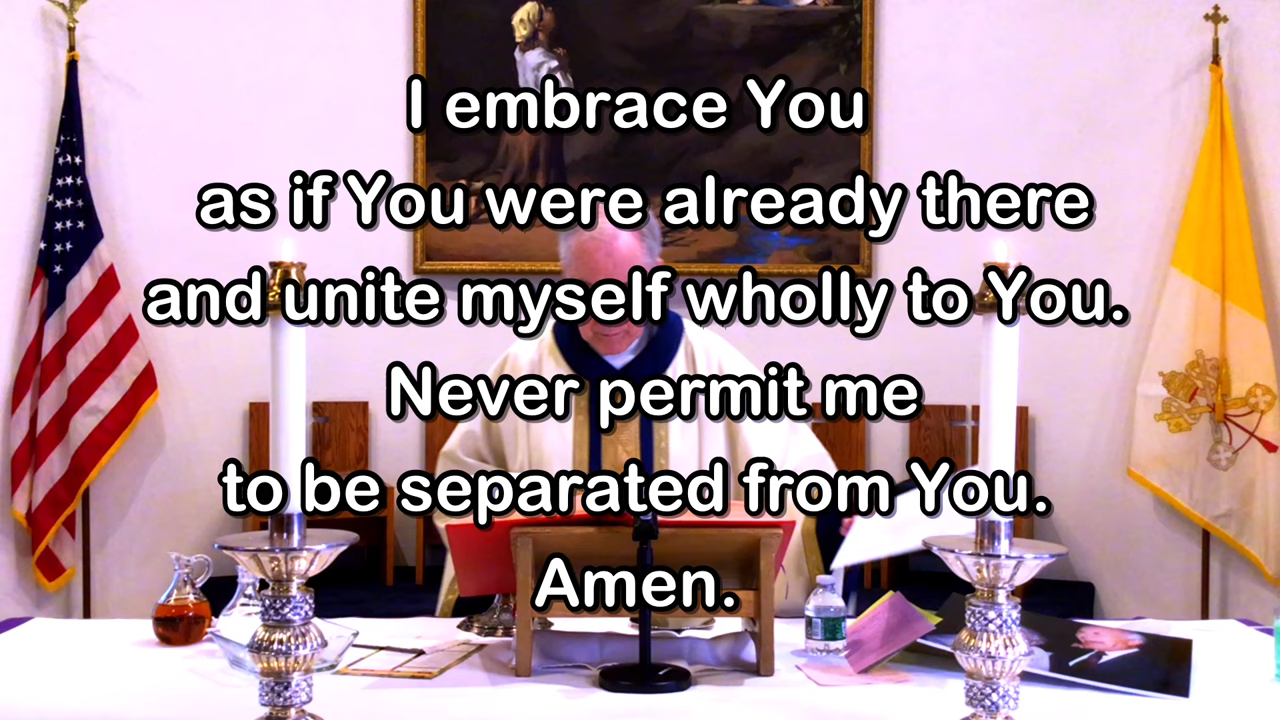 I embrace You
as if You were already there
and unite myself wholly to You.
Never permit me
to be separated from You.
Amen.